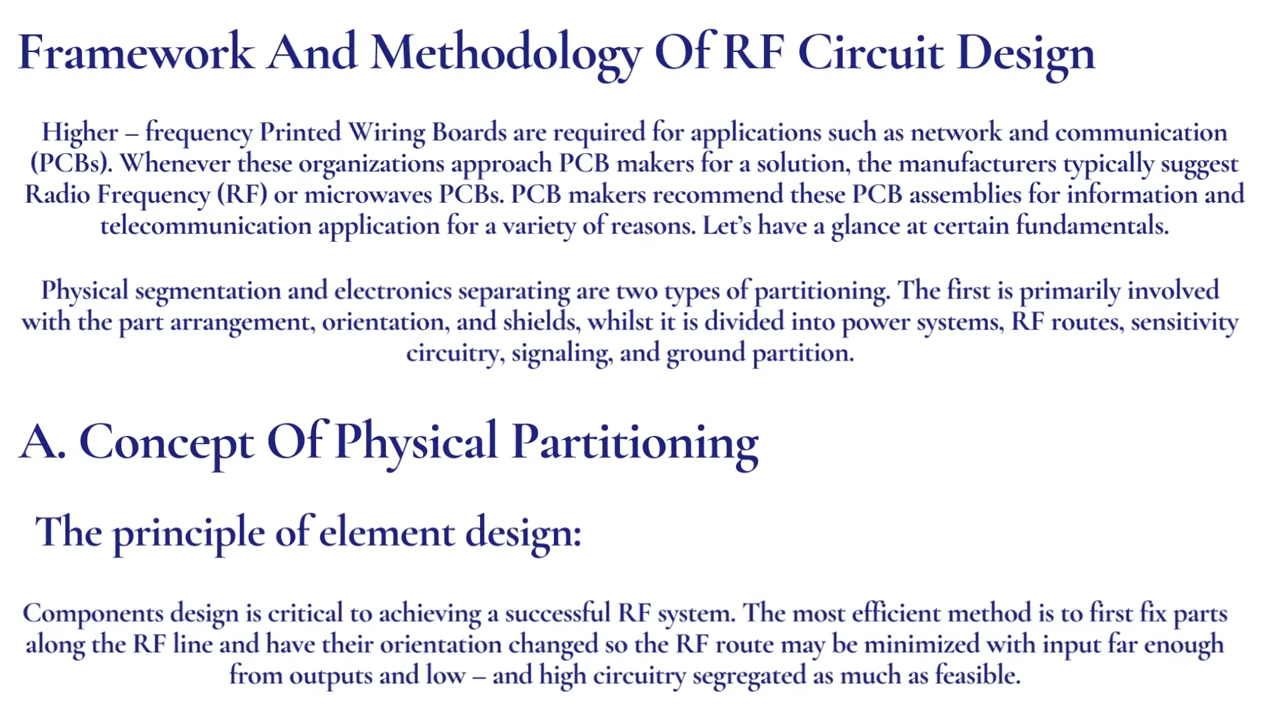 Framework And Methodology Of RF Circuit Design
Higher – frequency Printed Wiring Boards are required for applications such as network and communication
(PCBs). Whenever these organizations approach PCB makers for a solution, the manufacturers typically suggest
Radio Frequency (RF) or microwaves PCBs. PCB makers recommend these PCB assemblies for information and
telecommunication application for a variety of reasons. Let’s have a glance at certain fundamentals.
Physical segmentation and electronics separating are two types of partitioning. The first is primarily involved
with the part arrangement, orientation, and shields, whilst it is divided into power systems, RF routes, sensitivity
circuitry, signaling, and ground partition.
A. Concept Of Physical Partitioning
The principle of element design:
Components design is critical to achieving a successful RF system. The most efficient method is to first fix parts
along the RF line and have their orientation changed so the RF route may be minimized with input far enough
from outputs and low – and high circuitry segregated as much as feasible.